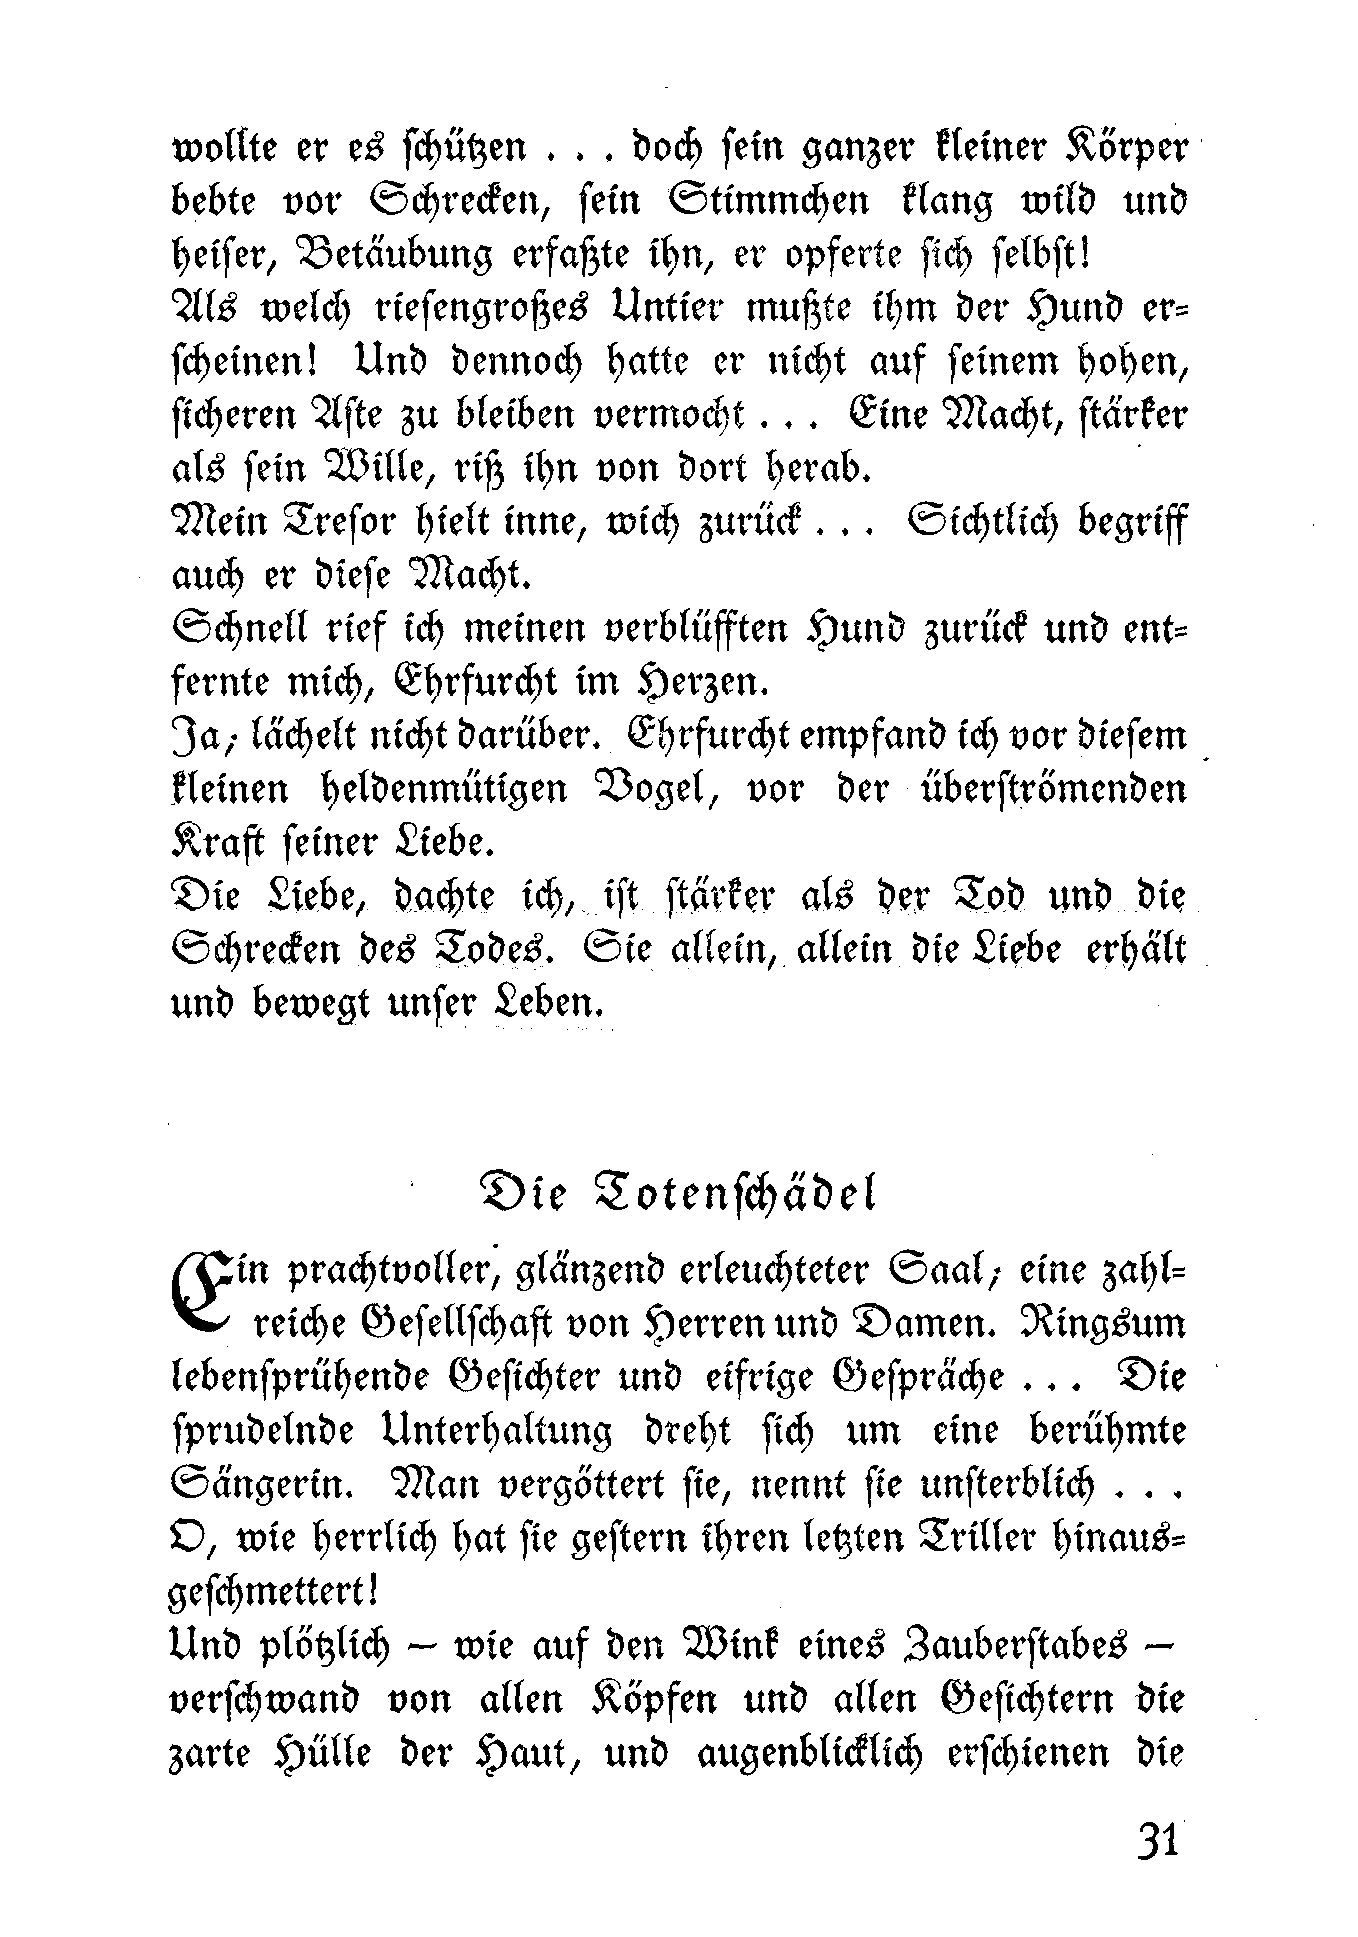 wollte er es schützen . . . doch sein ganzer kleiner Körper
bebte vor Schrecken, sein Stimmchen klang wild und
heiser, Betäubung erfaßte ihn, er opferte sich selbst!
Als welch riesengroßes Untier mußte ihm der Hund er=
scheinen! Und dennoch hatte er nicht auf seinem hohen,
sicheren Aste zu bleiben vermocht . . . Eine Macht, stärker
als sein Wille, riß ihn von dort herab.
Mein Tresor hielt inne, wich zurück . . . Sichtlich begriff
auch er diese Macht.
Schnell rief ich meinen verblüfften Hund zurück und ent=
fernte mich, Ehrfurcht im Herzen.
Ja; lächelt nicht darüber. Ehrfurcht empfand ich vor diesem
kleinen heldenmütigen Vogel, vor der überströmenden
Kraft seiner Liebe.
Die Liebe, dachte ich, ist stärker als der Tod und die
Schrecken des Todes. Sie allein, allein die Liebe erhält
und bewegt unser Leben.
Die Totenschädel
Ein prachtvoller, glänzend erleuchteter Saal; eine zahl=
reiche Gesellschaft von Herren und Damen. Ringsum
lebensprühende Gesichter und eifrige Gespräche . . . Die
sprudelnde Unterhaltung dreht sich um eine berühmte
Sängerin. Man vergöttert sie, nennt sie unsterblich . . .
O, wie herrlich hat sie gestern ihren letzten Triller hinaus=
geschmettert!
Und plötzlich — wie auf den Wink eines Zauberstabes —
verschwand von allen Köpfen und allen Gesichtern die
zarte Hülle der Haut, und augenblicklich erschienen die
31